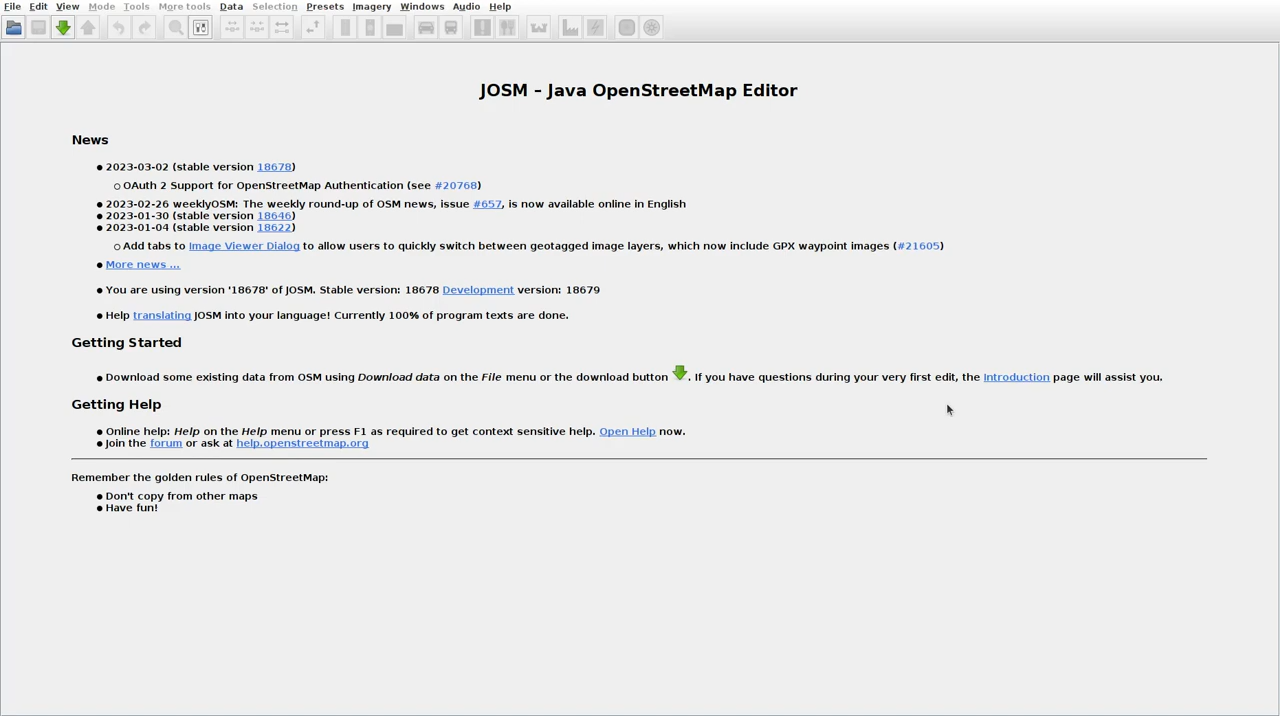 File Edit View Mode Tools More tools Data Selection Presets Imagery Windows Audio Help
JOSM – Java OpenStreetMap Editor
News
2023-03-02 (stable version 18678)
OAuth 2 Support for OpenStreetMap Authentication (see #20768)
2023-02-26 weeklyOSM: The weekly round-up of OSM news, issue #657, is now available online in English
2023-01-30 (stable version 18646)
2023-01-04 (stable version 18622)
Add tabs to Image Viewer Dialog to allow users to quickly switch between geotagged image layers, which now include GPX waypoint images (#21605)
More news ...
You are using version '18678' of JOSM. Stable version: 18678 Development version: 18679
Help translating JOSM into your language! Currently 100% of program texts are done.
Getting Started
Download some existing data from OSM using Download data on the File menu or the download button . If you have questions during your very first edit, the Introduction page will assist you.
Getting Help
Online help: Help on the Help menu or press F1 as required to get context sensitive help. Open Help now.
Join the forum or ask at help.openstreetmap.org
Remember the golden rules of OpenStreetMap:
Don't copy from other maps
Have fun!